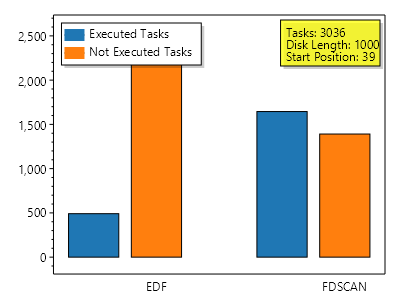 Executed Tasks
Not Executed Tasks
Tasks: 3036
Disk Length: 1000
Start Position: 39
2,500
2,000
1,500
1,000
500
0
EDF
FDSCAN